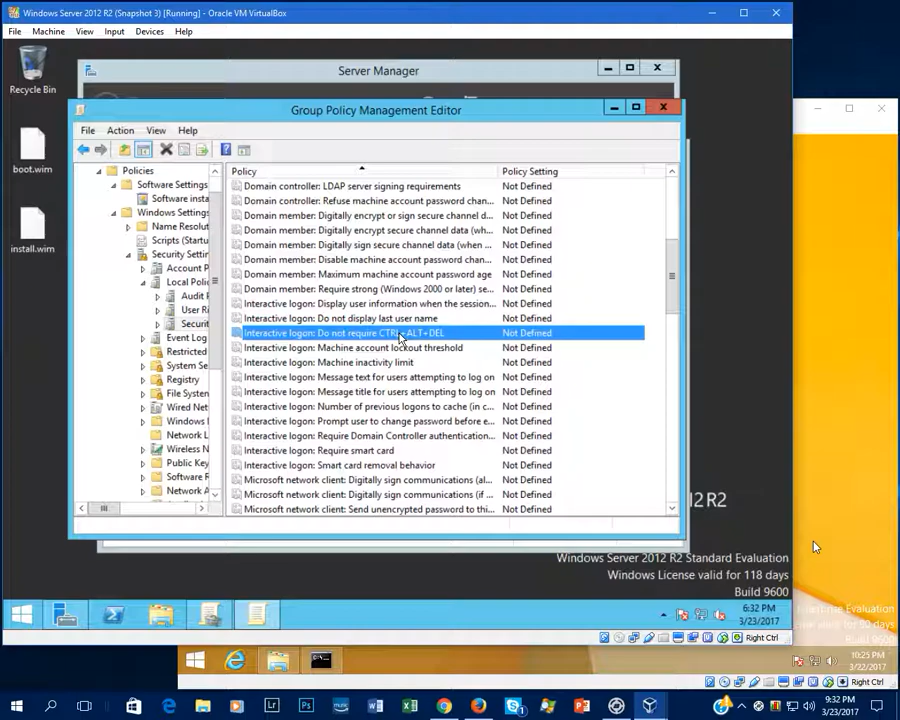 Windows Server 2012 R2 (Snapshot 3) [Running] - Oracle VM VirtualBox
File Machine View Input Devices Help
Recycle Bin
boot.wim
install.wim
Server Manager
Group Policy Management Editor
File Action View Help
Policies
Software Settings
Software insta
Windows Settings
Name Resolut
Scripts (Startu
Security Settin
Account P
Local Polic
Audit
User Ri
Securit
Event Log
Restricted
System Se
Registry
File System
Wired Net
Windows
Network L
Wireless N
Public Key
Software R
Network A
Policy Policy Setting
Domain controller: LDAP server signing requirements Not Defined
Domain controller: Refuse machine account password chan... Not Defined
Domain member: Digitally encrypt or sign secure channel d... Not Defined
Domain member: Digitally encrypt secure channel data (wh... Not Defined
Domain member: Digitally sign secure channel data (when ... Not Defined
Domain member: Disable machine account password chan... Not Defined
Domain member: Maximum machine account password age Not Defined
Domain member: Require strong (Windows 2000 or later) se... Not Defined
Interactive logon: Display user information when the session... Not Defined
Interactive logon: Do not display last user name Not Defined
Interactive logon: Do not require CTRL+ALT+DEL Not Defined
Interactive logon: Machine account lockout threshold Not Defined
Interactive logon: Machine inactivity limit Not Defined
Interactive logon: Message text for users attempting to log on Not Defined
Interactive logon: Message title for users attempting to log on Not Defined
Interactive logon: Number of previous logons to cache (in c... Not Defined
Interactive logon: Prompt user to change password before e... Not Defined
Interactive logon: Require Domain Controller authentication... Not Defined
Interactive logon: Require smart card Not Defined
Interactive logon: Smart card removal behavior Not Defined
Microsoft network client: Digitally sign communications (al... Not Defined
Microsoft network client: Digitally sign communications (if ... Not Defined
Microsoft network client: Send unencrypted password to thi... Not Defined
12 R2
Windows Server 2012 R2 Standard Evaluation
Windows License valid for 118 days
Build 9600
6:32 PM
3/23/2017
Right Ctrl
Evaluation
days
10:25 PM
3/22/2017
Right Ctrl
9:32 PM
3/23/2017